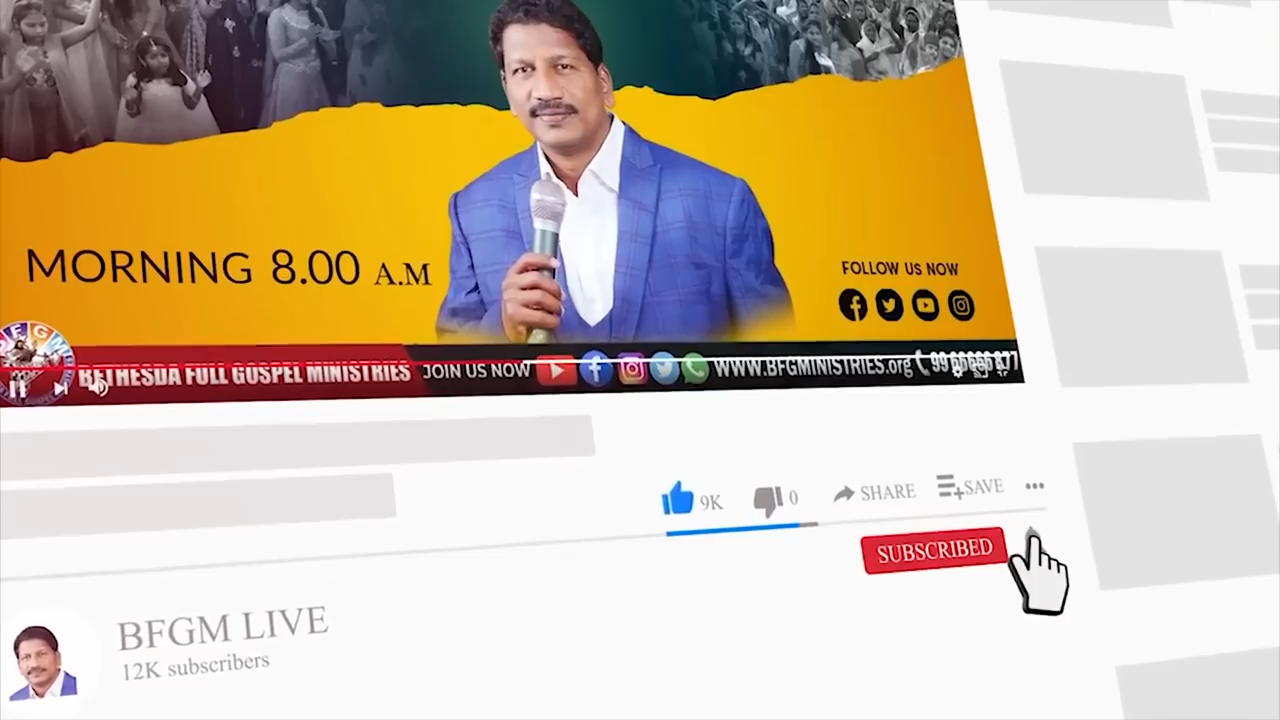 MORNING 8.00 A.M
FOLLOW US NOW
BFGM
BETHESDA FULL GOSPEL MINISTRIES JOIN US NOW WWW.BFGMINISTRIES.org
9K 0 SHARE SAVE
SUBSCRIBED
BFGM LIVE
12K subscribers